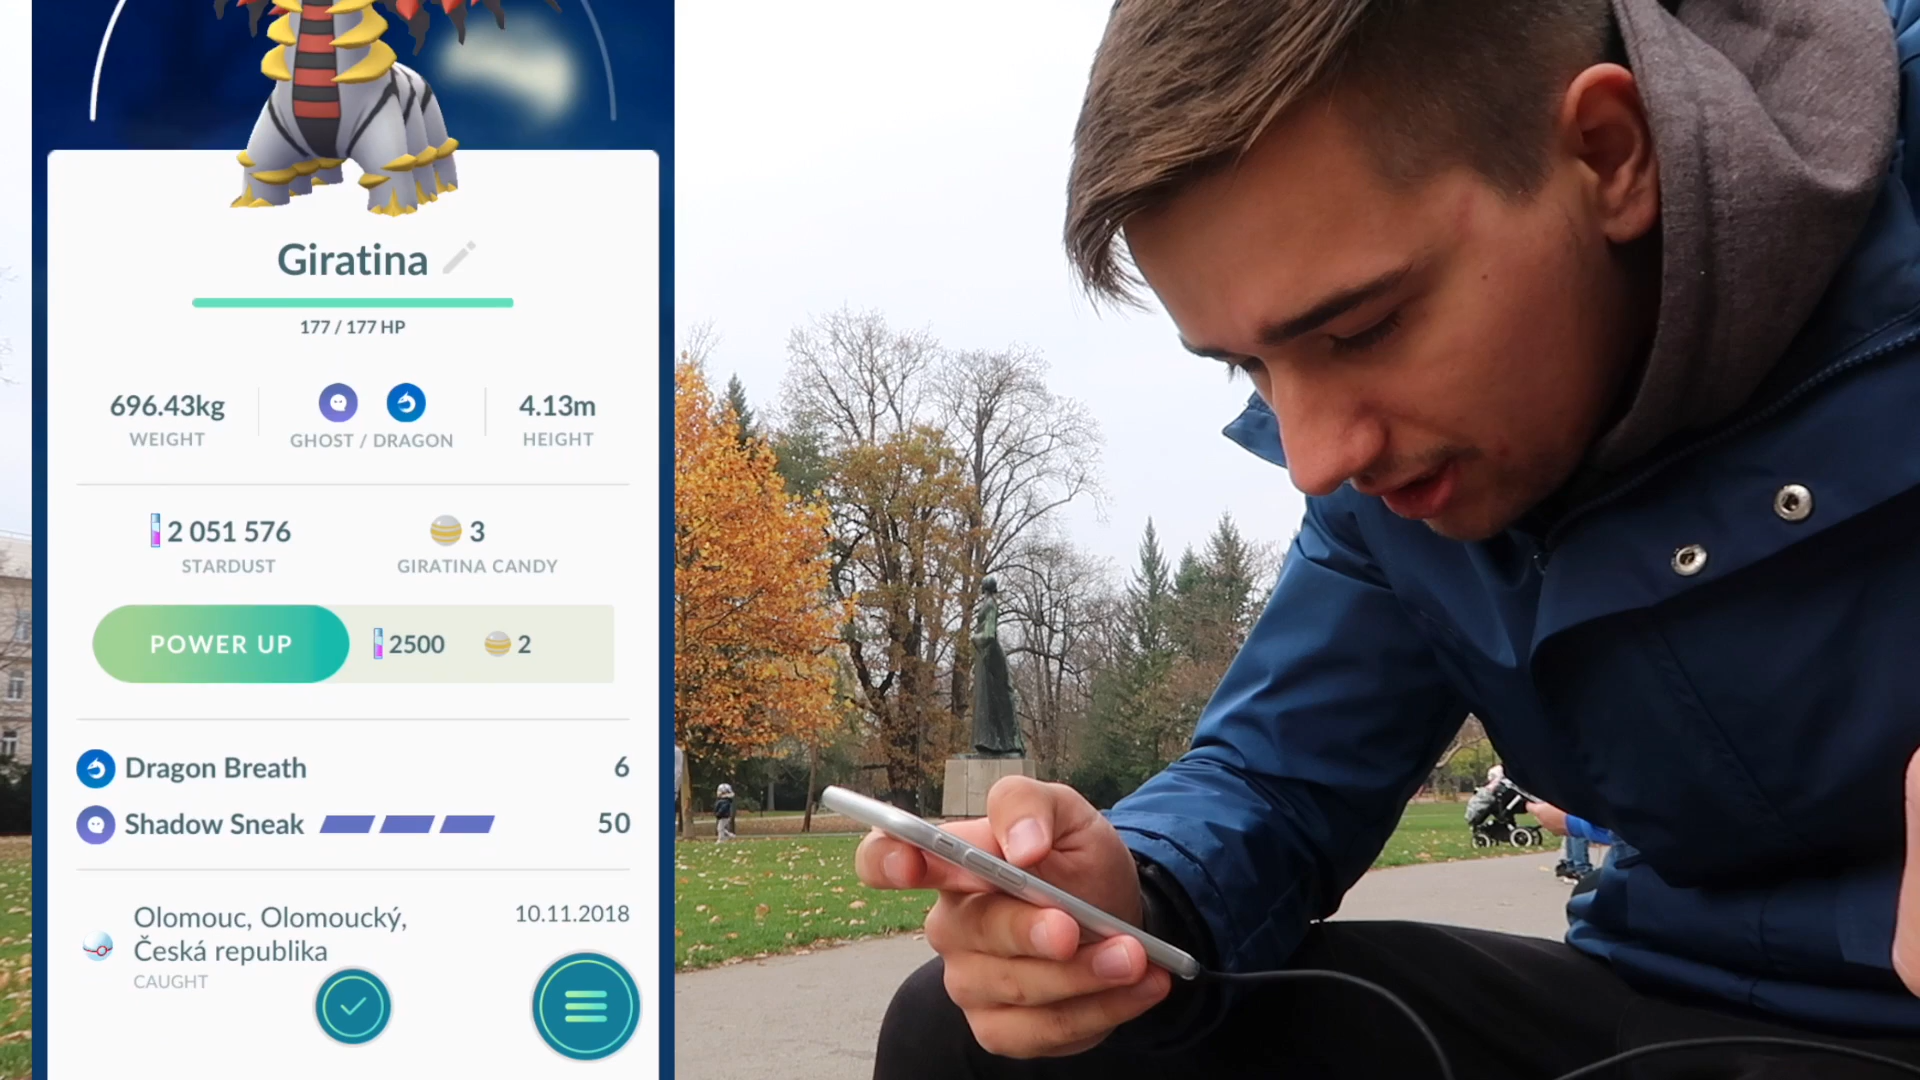 Giratina
177 / 177 HP
696.43kg
WEIGHT
GHOST / DRAGON
4.13m
HEIGHT
2 051 576
STARDUST
3
GIRATINA CANDY
POWER UP
2500
2
Dragon Breath
6
Shadow Sneak
50
Olomouc, Olomoucký,
Česká republika
CAUGHT
10.11.2018